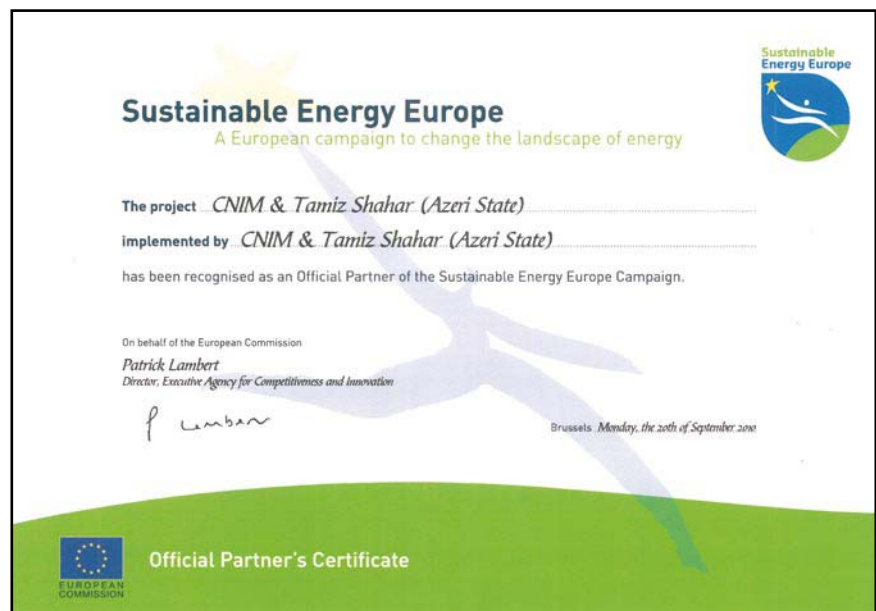 Sustainable
Energy Europe
Sustainable Energy Europe
A European campaign to change the landscape of energy
The project CNIM & Tamiz Shahar (Azeri State)
implemented by CNIM & Tamiz Shahar (Azeri State)
has been recognised as an Official Partner of the Sustainable Energy Europe Campaign.
On behalf of the European Commission
Patrick Lambert
Director, Executive Agency for Competitiveness and Innovation
P Lambert
Brussels Monday, the 20th of September 2010
EUROPEAN
COMMISSION
Official Partner's Certificate